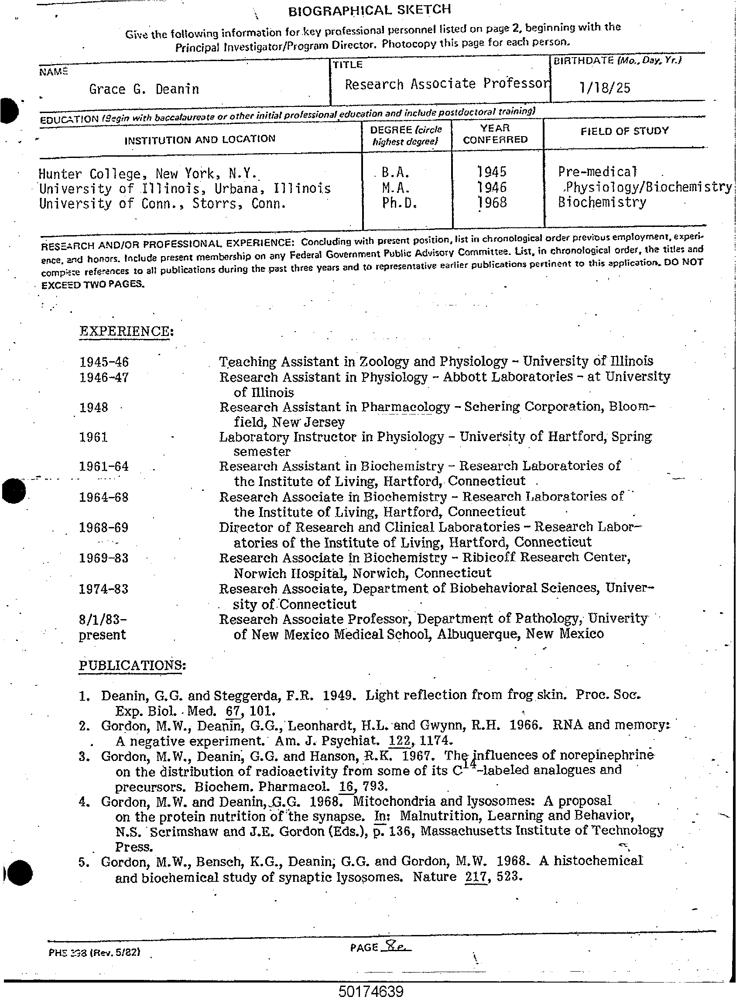 BIOGRAPHICAL SKETCH
Give the following information for key professional personnel listed on page 2, beginning with the
Principal Investigator/Program Director. Photocopy this page for each person.
NAME
TITLE
BIRTHDATE (Mo., Day, Yr.)
Grace G. Deanin
Research Associate Professor
1/18/25
EDUCATION (Begin with baccalaureate or other initial professional education and include postdoctoral training)
INSTITUTION AND LOCATION
DEGREE (circle highest degree)
YEAR CONFERRED
FIELD OF STUDY
Hunter College, New York, N.Y. B.A. 1945 Pre-medical
University of Illinois, Urbana, Illinois M.A. 1946 Physiology/Biochemistry
University of Conn., Storrs, Conn. Ph.D. 1968 Biochemistry
RESEARCH AND/OR PROFESSIONAL EXPERIENCE: Concluding with present position, list in chronological order previous employment, experi-
ence, and honors. Include present membership on any Federal Government Public Advisory Committee. List, in chronological order, the titles and
complete references to all publications during the past three years and to representative earlier publications pertinent to this application. DO NOT
EXCEED TWO PAGES.
EXPERIENCE:
1945-46 Teaching Assistant in Zoology and Physiology - University of Illinois
1946-47 Research Assistant in Physiology - Abbott Laboratories - at University
of Illinois
1948 Research Assistant in Pharmacology - Schering Corporation, Bloom-
field, New Jersey
1961 Laboratory Instructor in Physiology - University of Hartford, Spring
semester
1961-64 Research Assistant in Biochemistry - Research Laboratories of
the Institute of Living, Hartford, Connecticut
1964-68 Research Associate in Biochemistry - Research Laboratories of
the Institute of Living, Hartford, Connecticut
1968-69 Director of Research and Clinical Laboratories - Research Labor-
atories of the Institute of Living, Hartford, Connecticut
1969-83 Research Associate in Biochemistry - Ribicoff Research Center,
Norwich Hospital, Norwich, Connecticut
1974-83 Research Associate, Department of Biobehavioral Sciences, Univer-
sity of Connecticut
8/1/83- Research Associate Professor, Department of Pathology, Univerity
present of New Mexico Medical School, Albuquerque, New Mexico
PUBLICATIONS:
1. Deanin, G.G. and Steggerda, F.R. 1949. Light reflection from frog skin. Proc. Soc.
Exp. Biol. Med. 67, 101.
2. Gordon, M.W., Deanin, G.G., Leonhardt, H.L. and Gwynn, R.H. 1966. RNA and memory:
A negative experiment. Am. J. Psychiat. 122, 1174.
3. Gordon, M.W., Deanin, G.G. and Hanson, R.K. 1967. The influences of norepinephrine
on the distribution of radioactivity from some of its C14-labeled analogues and
precursors. Biochem. Pharmacol. 16, 793.
4. Gordon, M.W. and Deanin, G.G. 1968. Mitochondria and lysosomes: A proposal
on the protein nutrition of the synapse. In: Malnutrition, Learning and Behavior,
N.S. Scrimshaw and J.E. Gordon (Eds.), p. 136, Massachusetts Institute of Technology
Press.
5. Gordon, M.W., Bensch, K.G., Deanin, G.G. and Gordon, M.W. 1968. A histochemical
and biochemical study of synaptic lysosomes. Nature 217, 523.
PHS 398 (Rev. 5/82)
PAGE 8e
50174639